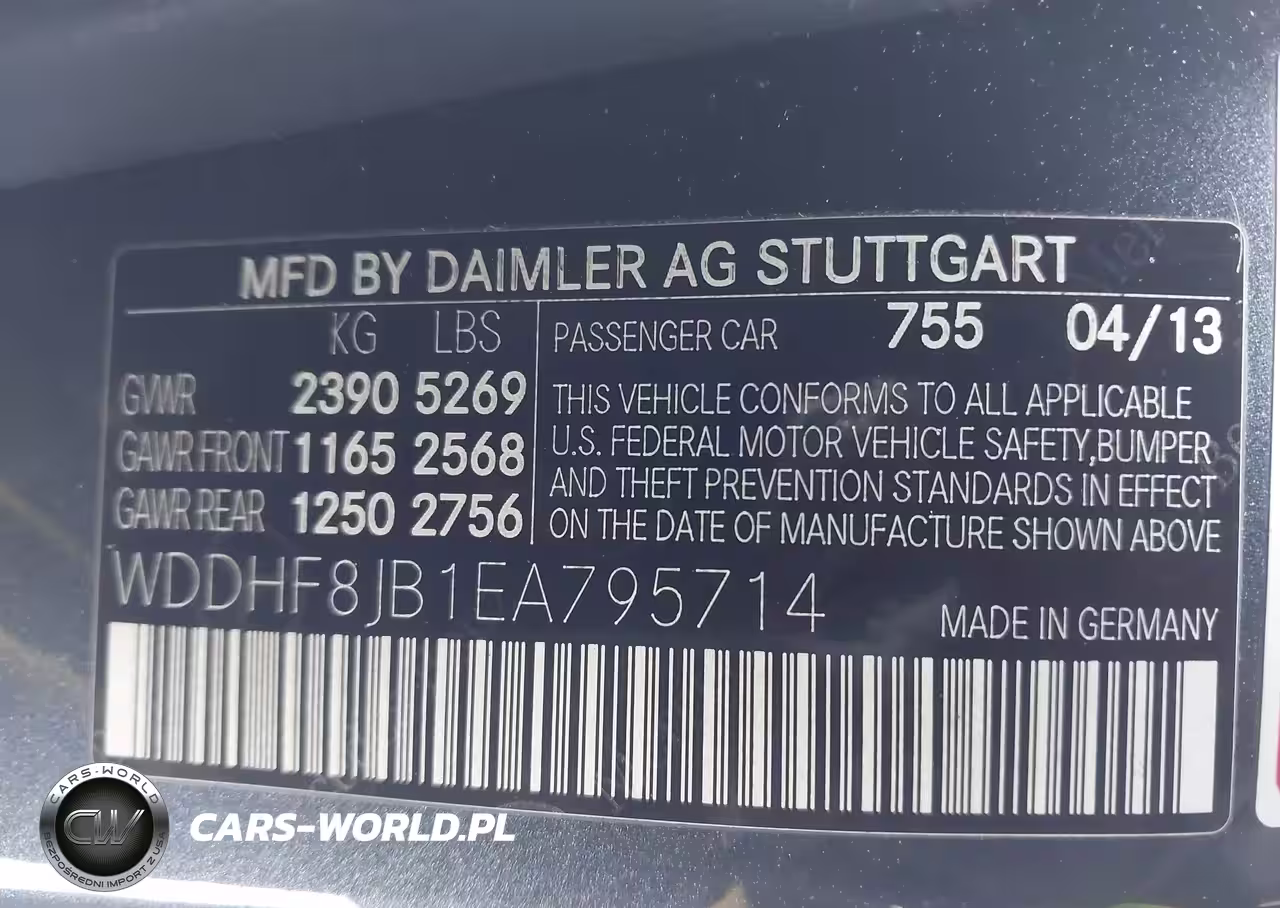 MFD BY DAIMLER AG STUTTGART
KG LBS
GVWR 2390 5269
GAWR FRONT 1165 2568
GAWR REAR 1250 2756
PASSENGER CAR 755 04/13
THIS VEHICLE CONFORMS TO ALL APPLICABLE
U.S. FEDERAL MOTOR VEHICLE SAFETY,BUMPER
AND THEFT PREVENTION STANDARDS IN EFFECT
ON THE DATE OF MANUFACTURE SHOWN ABOVE
WDDHF8JB1EA795714
MADE IN GERMANY
CARS-WORLD
CW
BEZPOŚREDNI IMPORT Z USA
CARS-WORLD.PL